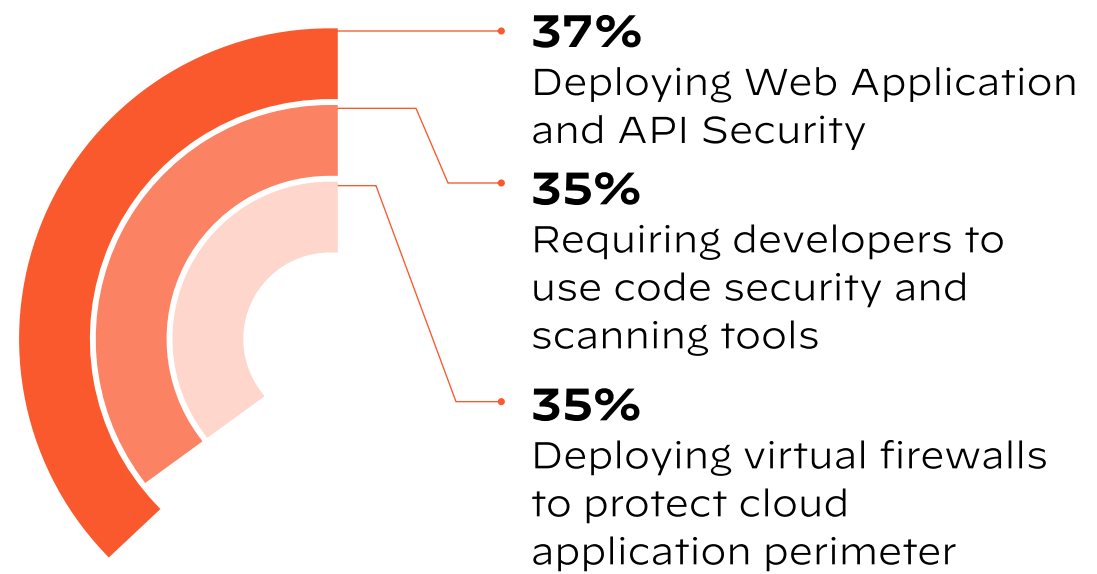 37%
Deploying Web Application
and API Security
35%
Requiring developers to
use code security and
scanning tools
35%
Deploying virtual firewalls
to protect cloud
application perimeter